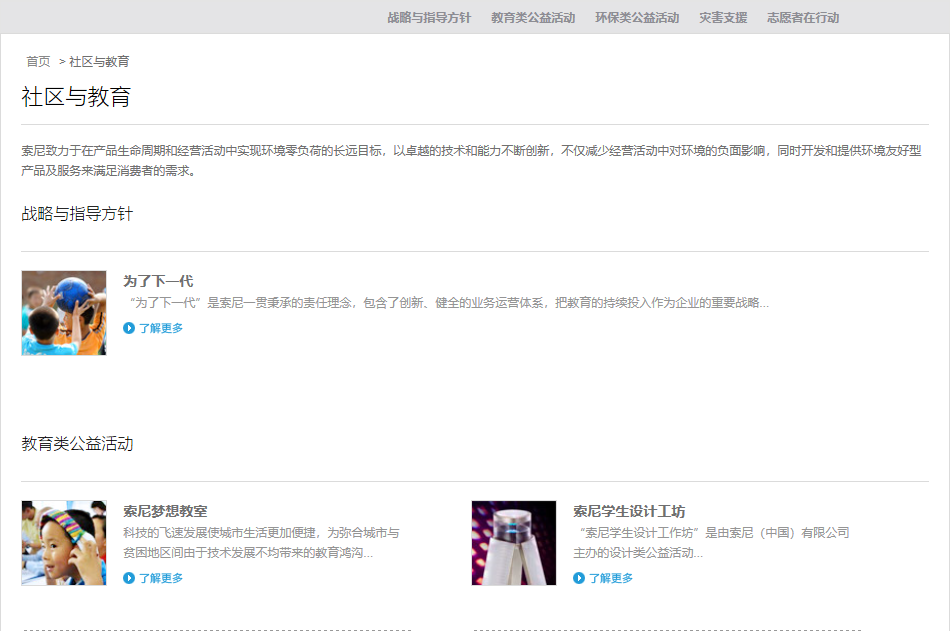 战略与指导方针 教育类公益活动 环保类公益活动 灾害支援 志愿者在行动
首页 > 社区与教育
社区与教育
索尼致力于在产品生命周期和经营活动中实现环境零负荷的长远目标，以卓越的技术和能力不断创新，不仅减少经营活动中对环境的负面影响，同时开发和提供环境友好型
产品及服务来满足消费者的需求。
战略与指导方针
为了下一代
“为了下一代”是索尼一贯秉承的责任理念，包含了创新、健全的业务运营体系，把教育的持续投入作为企业的重要战略...
了解更多
教育类公益活动
索尼梦想教室
科技的飞速发展使城市生活更加便捷，为弥合城市与
贫困地区间由于技术发展不均带来的教育鸿沟...
了解更多
索尼学生设计工坊
“索尼学生设计工作坊”是由索尼（中国）有限公司
主办的设计类公益活动...
了解更多